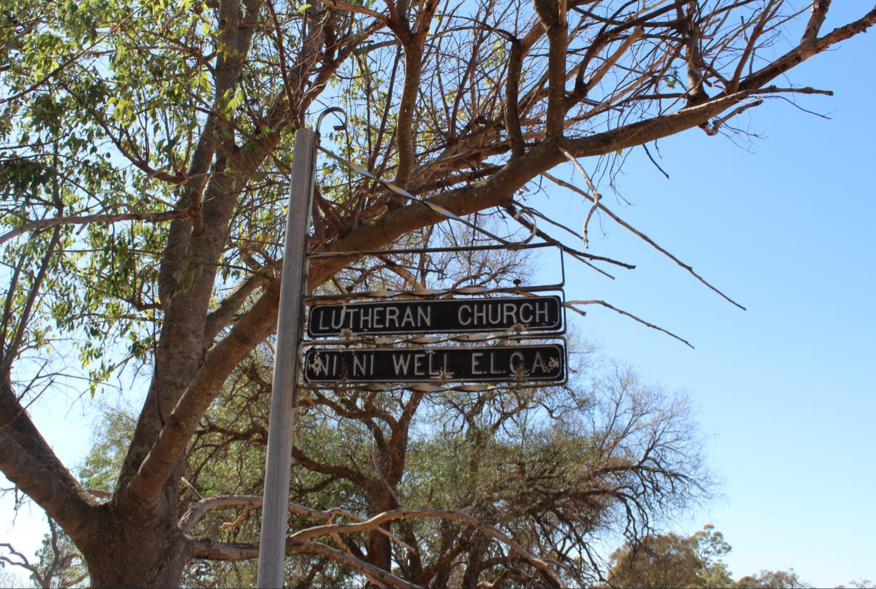 LUTHERAN CHURCH
NI NI WELL E.L.C.A.